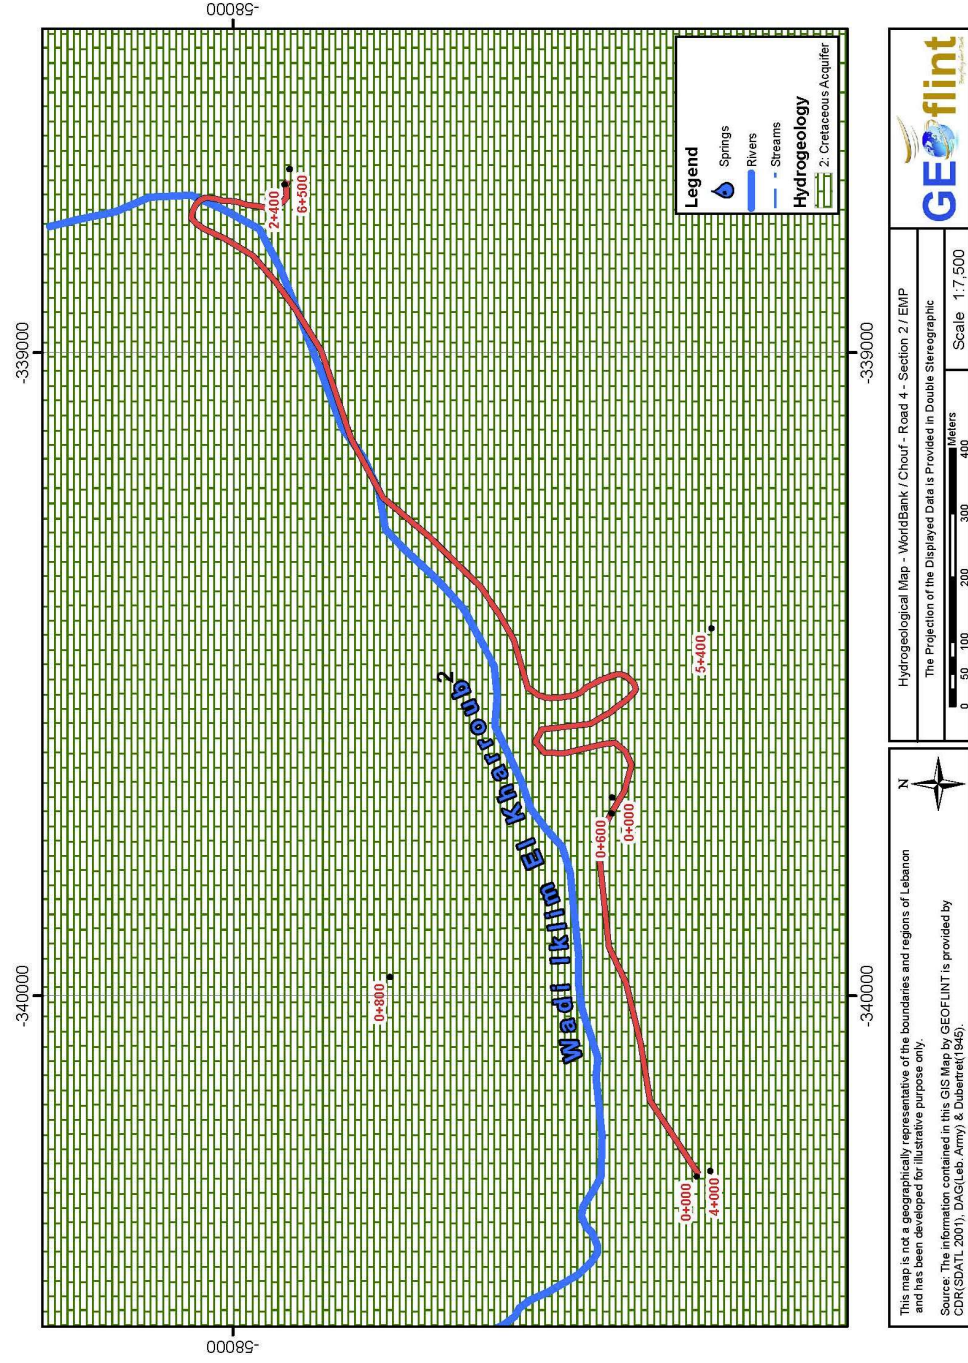 -58000
-339000
-340000
2+400
6+500
5+400
0+600
0+000
0+800
0+000
4+000
2
Wadi Iklim El Kharroub
-339000
-340000
-58000
Legend
Springs
Rivers
Streams
Hydrogeology
2: Cretaceous Acquifer
This map is not a geographically representative of the boundaries and regions of Lebanon
and has been developed for illustrative purpose only.
Source: The information contained in this GIS Map by GEOFLINT is provided by
CDR(SDATL 2001), DAG(Leb. Army) & Dubertret(1945).
N
Hydrogeological Map - WorldBank / Chouf - Road 4 - Section 2 / EMP
The Projection of the Displayed Data is Provided in Double Stereographic
0 50 100 200 300 400
Meters
Scale 1:7,500
GEOflint